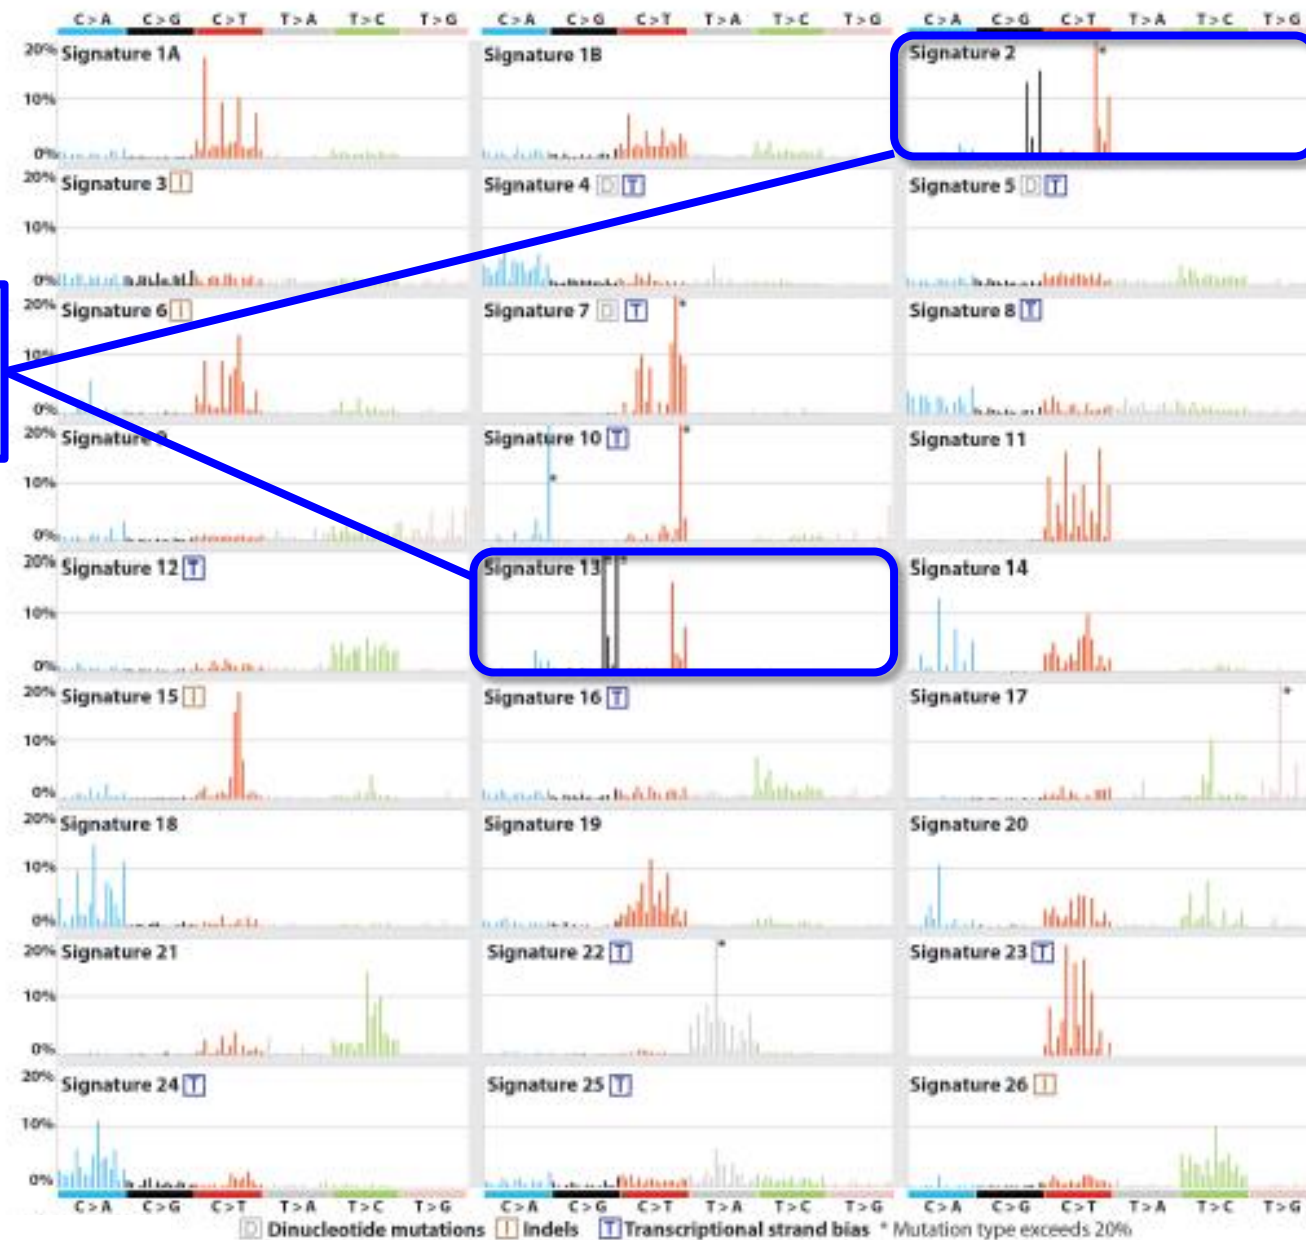 C>A C>G C>T T>A T>C T>G C>A C>G C>T T>A T>C T>G C>A C>G C>T T>A T>C T>G
20% Signature 1A Signature 1B Signature 2 *
10%
0%
20% Signature 3 I Signature 4 D T Signature 5 D T
10%
0%
20% Signature 6 I Signature 7 D T * Signature 8 T
10%
0%
20% Signature 9 Signature 10 T * Signature 11
10% *
0%
20% Signature 12 T Signature 13 * Signature 14
10%
0%
20% Signature 15 I Signature 16 T Signature 17 *
10%
0%
20% Signature 18 Signature 19 Signature 20
10%
0%
20% Signature 21 Signature 22 T * Signature 23 T
10%
0%
20% Signature 24 T Signature 25 T Signature 26 I
10%
0%
C>A C>G C>T T>A T>C T>G C>A C>G C>T T>A T>C T>G C>A C>G C>T T>A T>C T>G
D Dinucleotide mutations I Indels T Transcriptional strand bias * Mutation type exceeds 20%